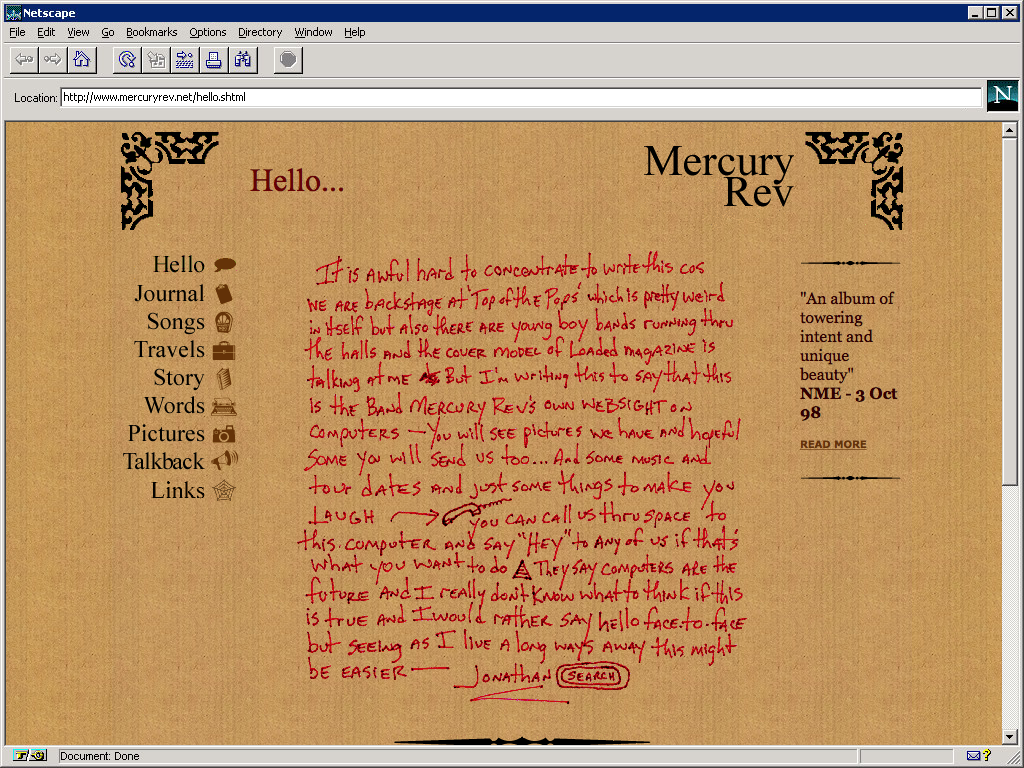 Netscape
File Edit View Go Bookmarks Options Directory Window Help
Location: http://www.mercuryrev.net/hello.shtml
N
Hello...
Mercury
Rev
Hello
Journal
Songs
Travels
Story
Words
Pictures
Talkback
Links
It is awful hard to concentrate to write this cos
we are backstage at 'Top of the Pops' which is pretty weird
in itself but also there are young boy bands running thru
the halls and the cover model of Loaded magazine is
talking at me But I'm writing this to say that this
is the Band Mercury Rev's own websight on
computers — You will see pictures we have and hopeful
some you will send us too... And some music and
tour dates and just some things to make you
laugh you can call us thru space to
this computer and say "Hey" to any of us if that's
what you want to do They say computers are the
future and I really don't know what to think if this
is true and I would rather say hello face-to-face
but seeing as I live a long ways away this might
be easier — Jonathan SEARCH
"An album of
towering
intent and
unique
beauty"
NME - 3 Oct
98
READ MORE
Document: Done